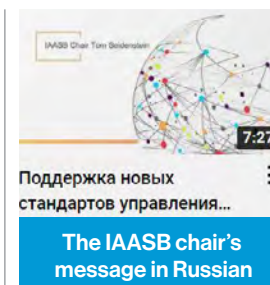 IAASB Chair Tom Seidenstein
7:27
Поддержка новых
стандартов управления...
The IAASB chair's
message in Russian